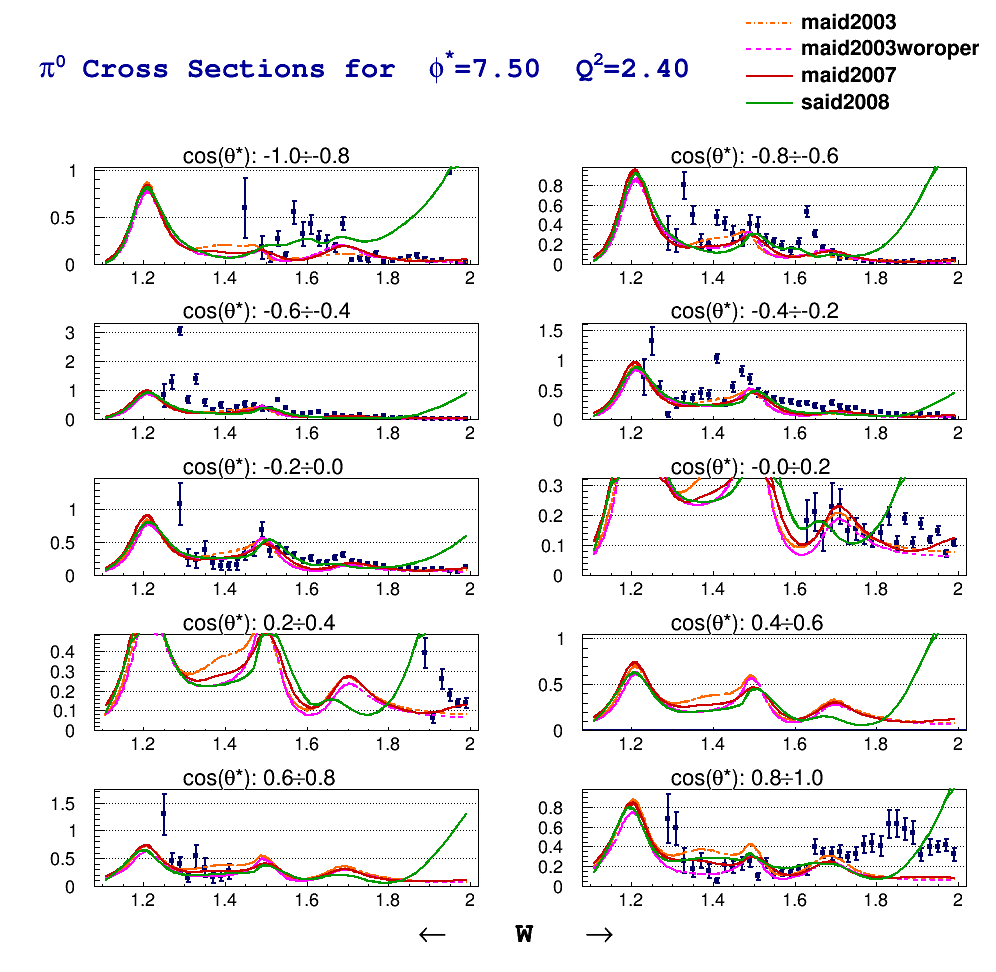 maid2003
maid2003woroper
maid2007
said2008
π⁰ Cross Sections for ϕ*=7.50 Q²=2.40
cos(θ*): -1.0÷-0.8
1
0.5
0
1.2 1.4 1.6 1.8 2
cos(θ*): -0.8÷-0.6
0.8
0.6
0.4
0.2
0
1.2 1.4 1.6 1.8 2
cos(θ*): -0.6÷-0.4
3
2
1
0
1.2 1.4 1.6 1.8 2
cos(θ*): -0.4÷-0.2
1.5
1
0.5
0
1.2 1.4 1.6 1.8 2
cos(θ*): -0.2÷0.0
1
0.5
0
1.2 1.4 1.6 1.8 2
cos(θ*): -0.0÷0.2
0.3
0.2
0.1
0
1.2 1.4 1.6 1.8 2
cos(θ*): 0.2÷0.4
0.4
0.3
0.2
0.1
0
1.2 1.4 1.6 1.8 2
cos(θ*): 0.4÷0.6
1
0.5
0
1.2 1.4 1.6 1.8 2
cos(θ*): 0.6÷0.8
1.5
1
0.5
0
1.2 1.4 1.6 1.8 2
cos(θ*): 0.8÷1.0
0.8
0.6
0.4
0.2
0
1.2 1.4 1.6 1.8 2
← W →